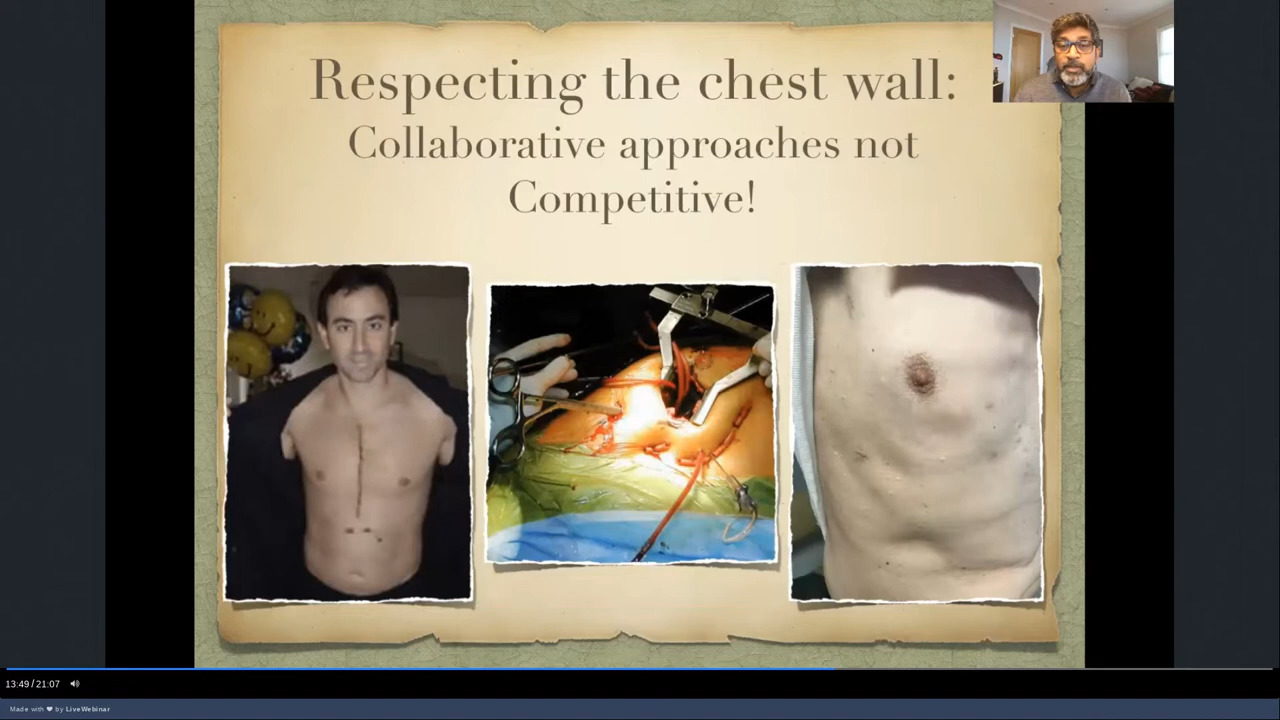 Respecting the chest wall:
Collaborative approaches not
Competitive!
13:49 / 21:07
Made with ❤ by LiveWebinar